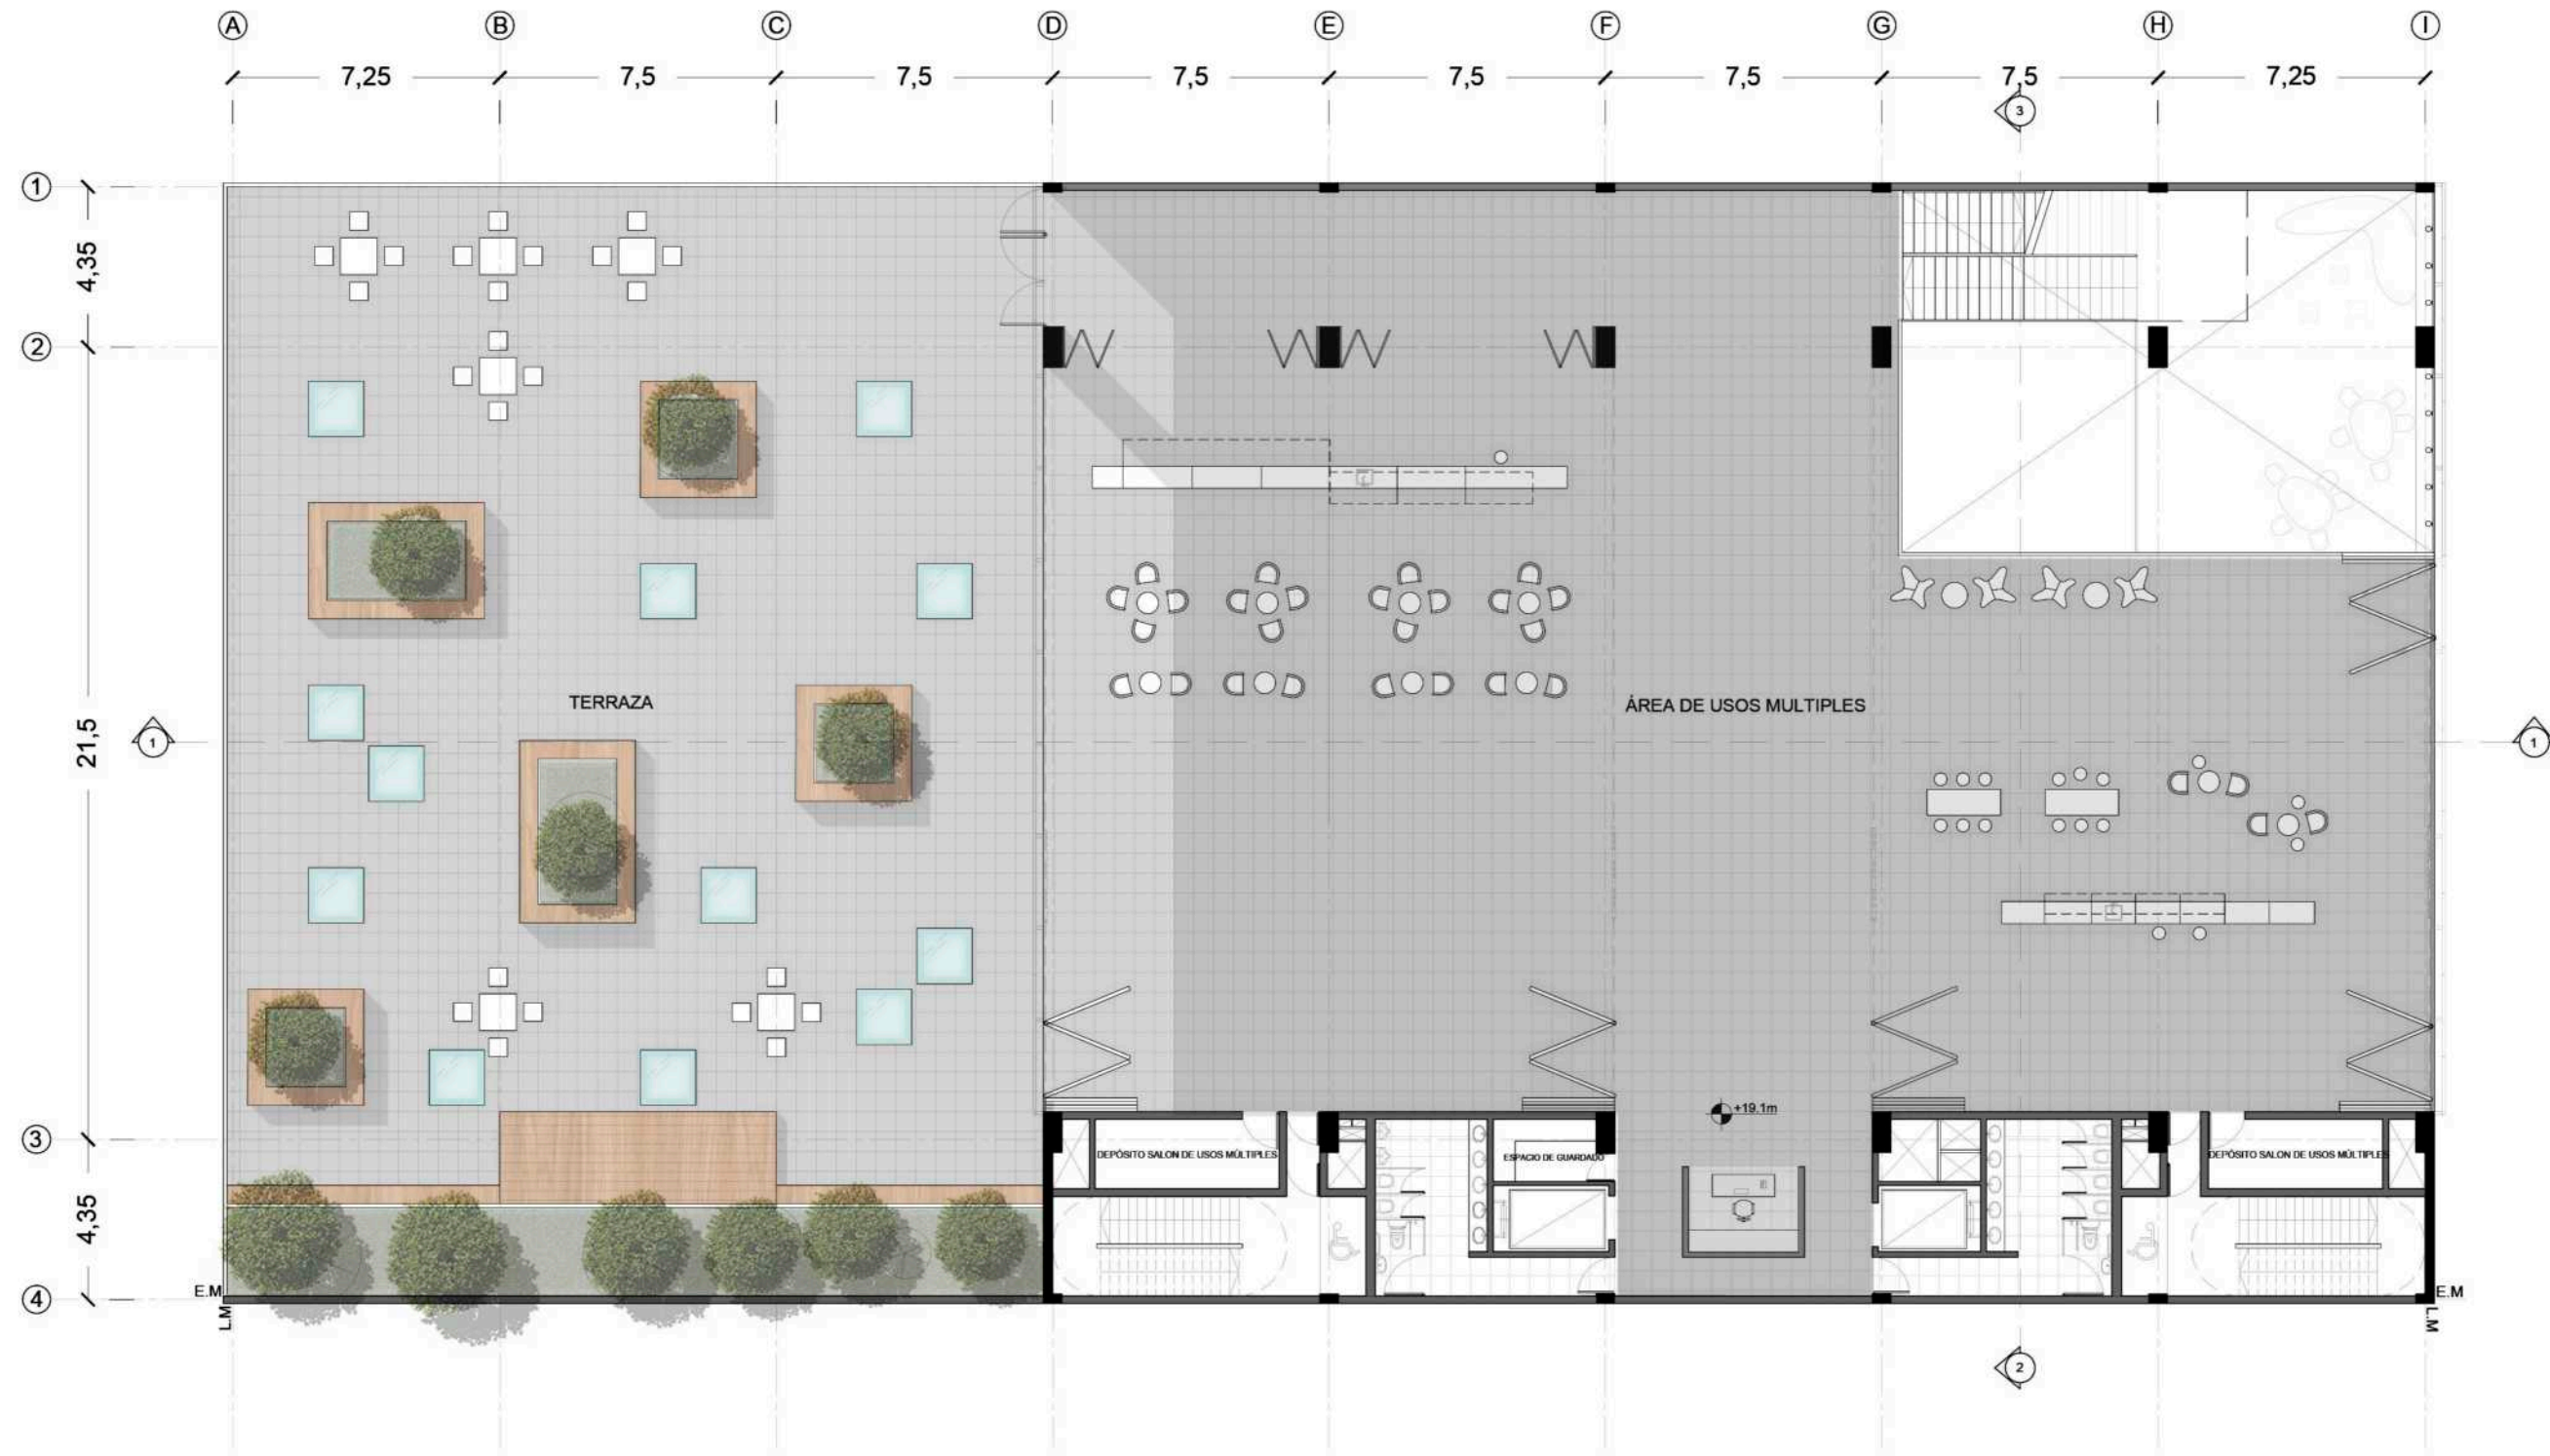 A B C D E F G H I
7,25 7,5 7,5 7,5 7,5 7,5 7,5 7,25
3
1
4,35
2
TERRAZA
ÁREA DE USOS MULTIPLES
21,5
1
1
+19.1m
3
DEPÓSITO SALON DE USOS MÚLTIPLES
ESPACIO DE GUARDADO
DEPÓSITO SALON DE USOS MÚLTIPLES
4,35
E.M
E.M
4
L.M
L.M
2